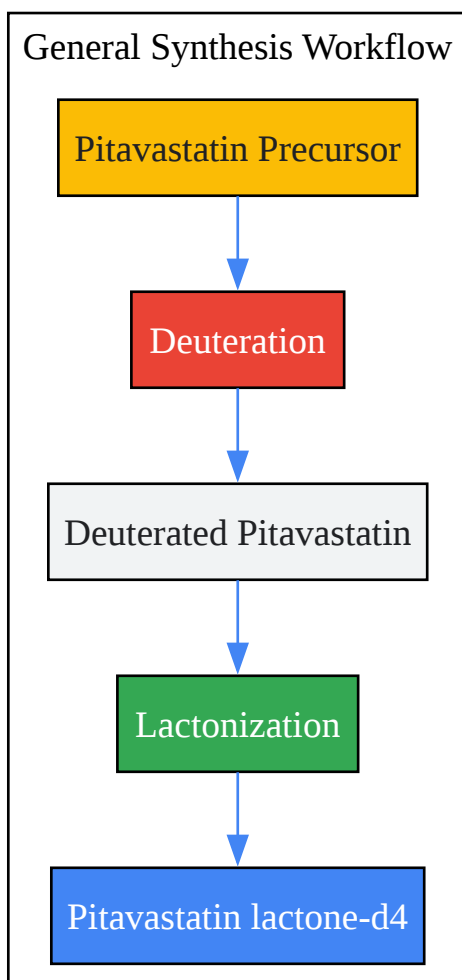 General Synthesis Workflow
Pitavastatin Precursor
Deuteration
Deuterated Pitavastatin
Lactonization
Pitavastatin lactone-d4